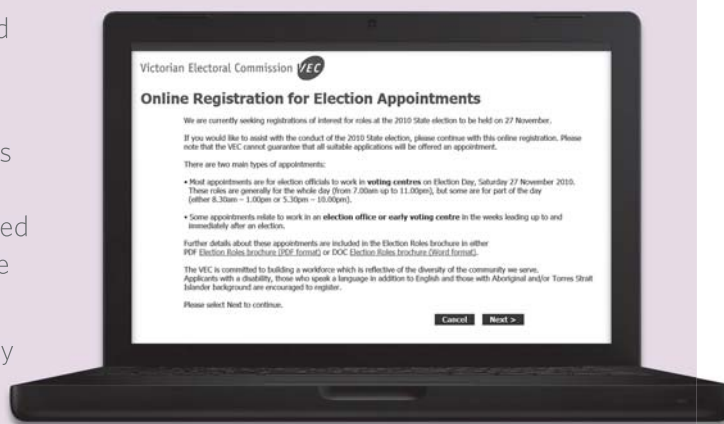 d
s
ed
e
y
Victorian Electoral Commission VEC
Online Registration for Election Appointments
We are currently seeking registrations of interest for roles at the 2010 State election to be held on 27 November.
If you would like to assist with the conduct of the 2010 State election, please continue with this online registration. Please
note that the VEC cannot guarantee that all suitable applications will be offered an appointment.
There are two main types of appointments:
• Most appointments are for election officials to work in voting centres on Election Day, Saturday 27 November 2010.
These roles are generally for the whole day (from 7.00am up to 11.00pm), but some are for part of the day
(either 8.30am – 1.00pm or 5.30pm – 10.00pm).
• Some appointments relate to work in an election office or early voting centre in the weeks leading up to and
immediately after an election.
Further details about these appointments are included in the Election Roles brochure in either
PDF Election Roles brochure (PDF format) or DOC Election Roles brochure (Word format).
The VEC is committed to building a workforce which is reflective of the diversity of the community we serve.
Applicants with a disability, those who speak a language in addition to English and those with Aboriginal and/or Torres Strait
Islander background are encouraged to register.
Please select Next to continue.
Cancel Next >